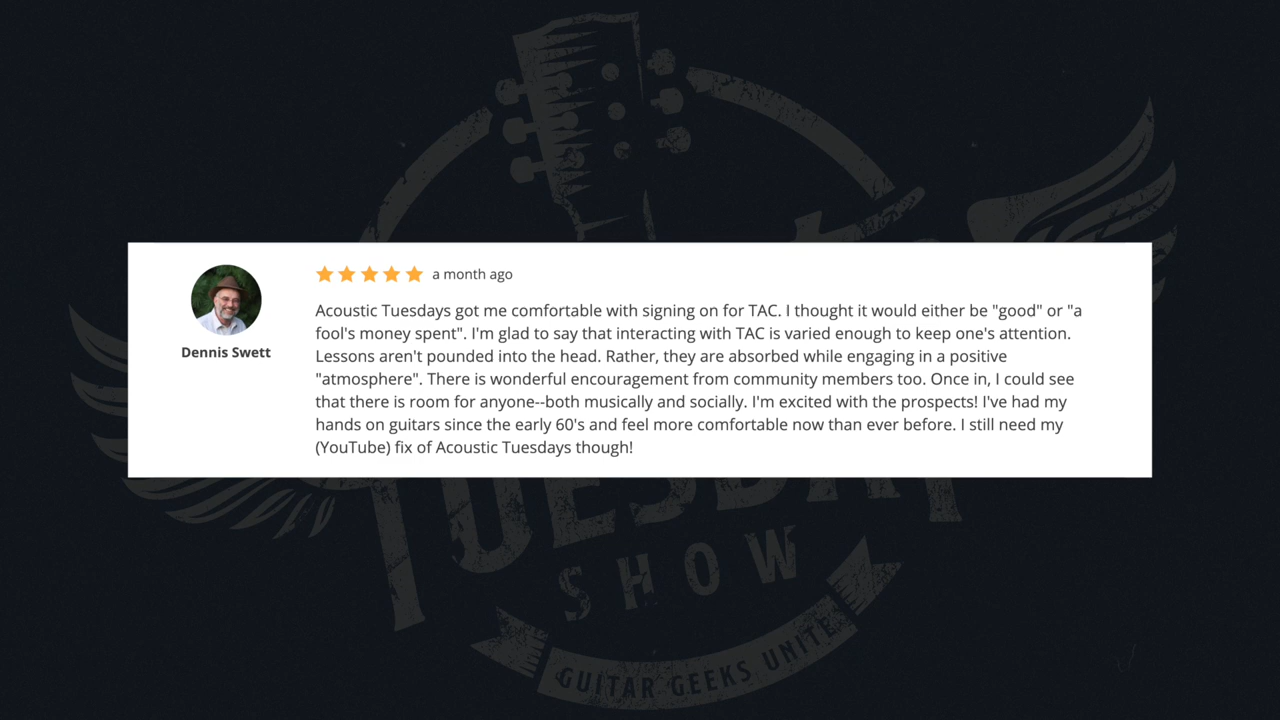 ★★★★★ a month ago
Dennis Swett
Acoustic Tuesdays got me comfortable with signing on for TAC. I thought it would either be "good" or "a
fool's money spent". I'm glad to say that interacting with TAC is varied enough to keep one's attention.
Lessons aren't pounded into the head. Rather, they are absorbed while engaging in a positive
"atmosphere". There is wonderful encouragement from community members too. Once in, I could see
that there is room for anyone--both musically and socially. I'm excited with the prospects! I've had my
hands on guitars since the early 60's and feel more comfortable now than ever before. I still need my
(YouTube) fix of Acoustic Tuesdays though!
TUESDAY
SHOW
GUITAR GEEKS UNITE